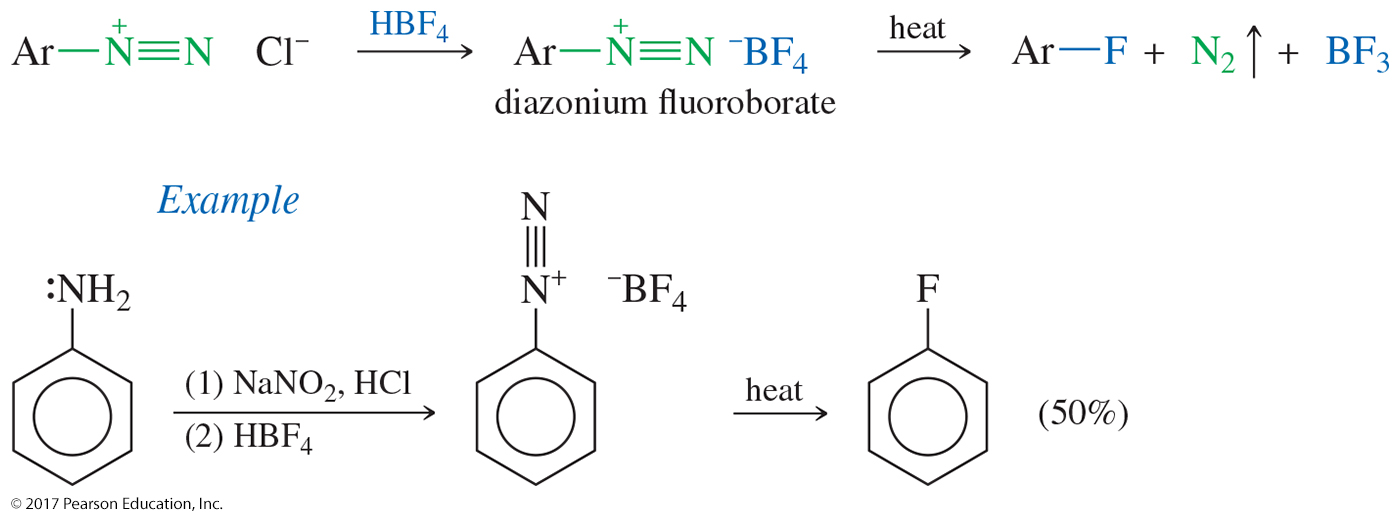 Ar—N⁺≡N Cl⁻ HBF₄ Ar—N⁺≡N ⁻BF₄ heat Ar—F + N₂↑ + BF₃
diazonium fluoroborate
Example
N
:NH₂ N⁺ ⁻BF₄ F
(1) NaNO₂, HCl heat (50%)
(2) HBF₄
© 2017 Pearson Education, Inc.